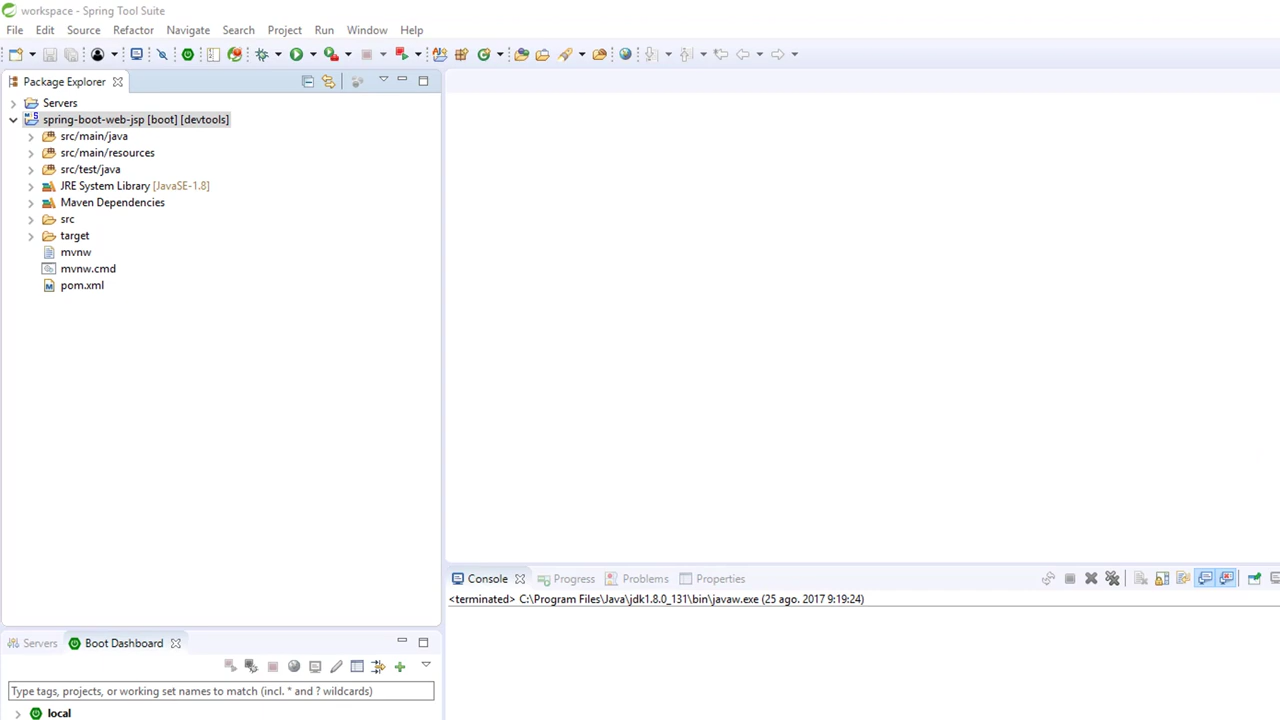 workspace - Spring Tool Suite
File Edit Source Refactor Navigate Search Project Run Window Help
Package Explorer
Servers
spring-boot-web-jsp [boot] [devtools]
src/main/java
src/main/resources
src/test/java
JRE System Library [JavaSE-1.8]
Maven Dependencies
src
target
mvnw
mvnw.cmd
pom.xml
Console Progress Problems Properties
<terminated> C:\Program Files\Java\jdk1.8.0_131\bin\javaw.exe (25 ago. 2017 9:19:24)
Servers Boot Dashboard
Type tags, projects, or working set names to match (incl. * and ? wildcards)
local